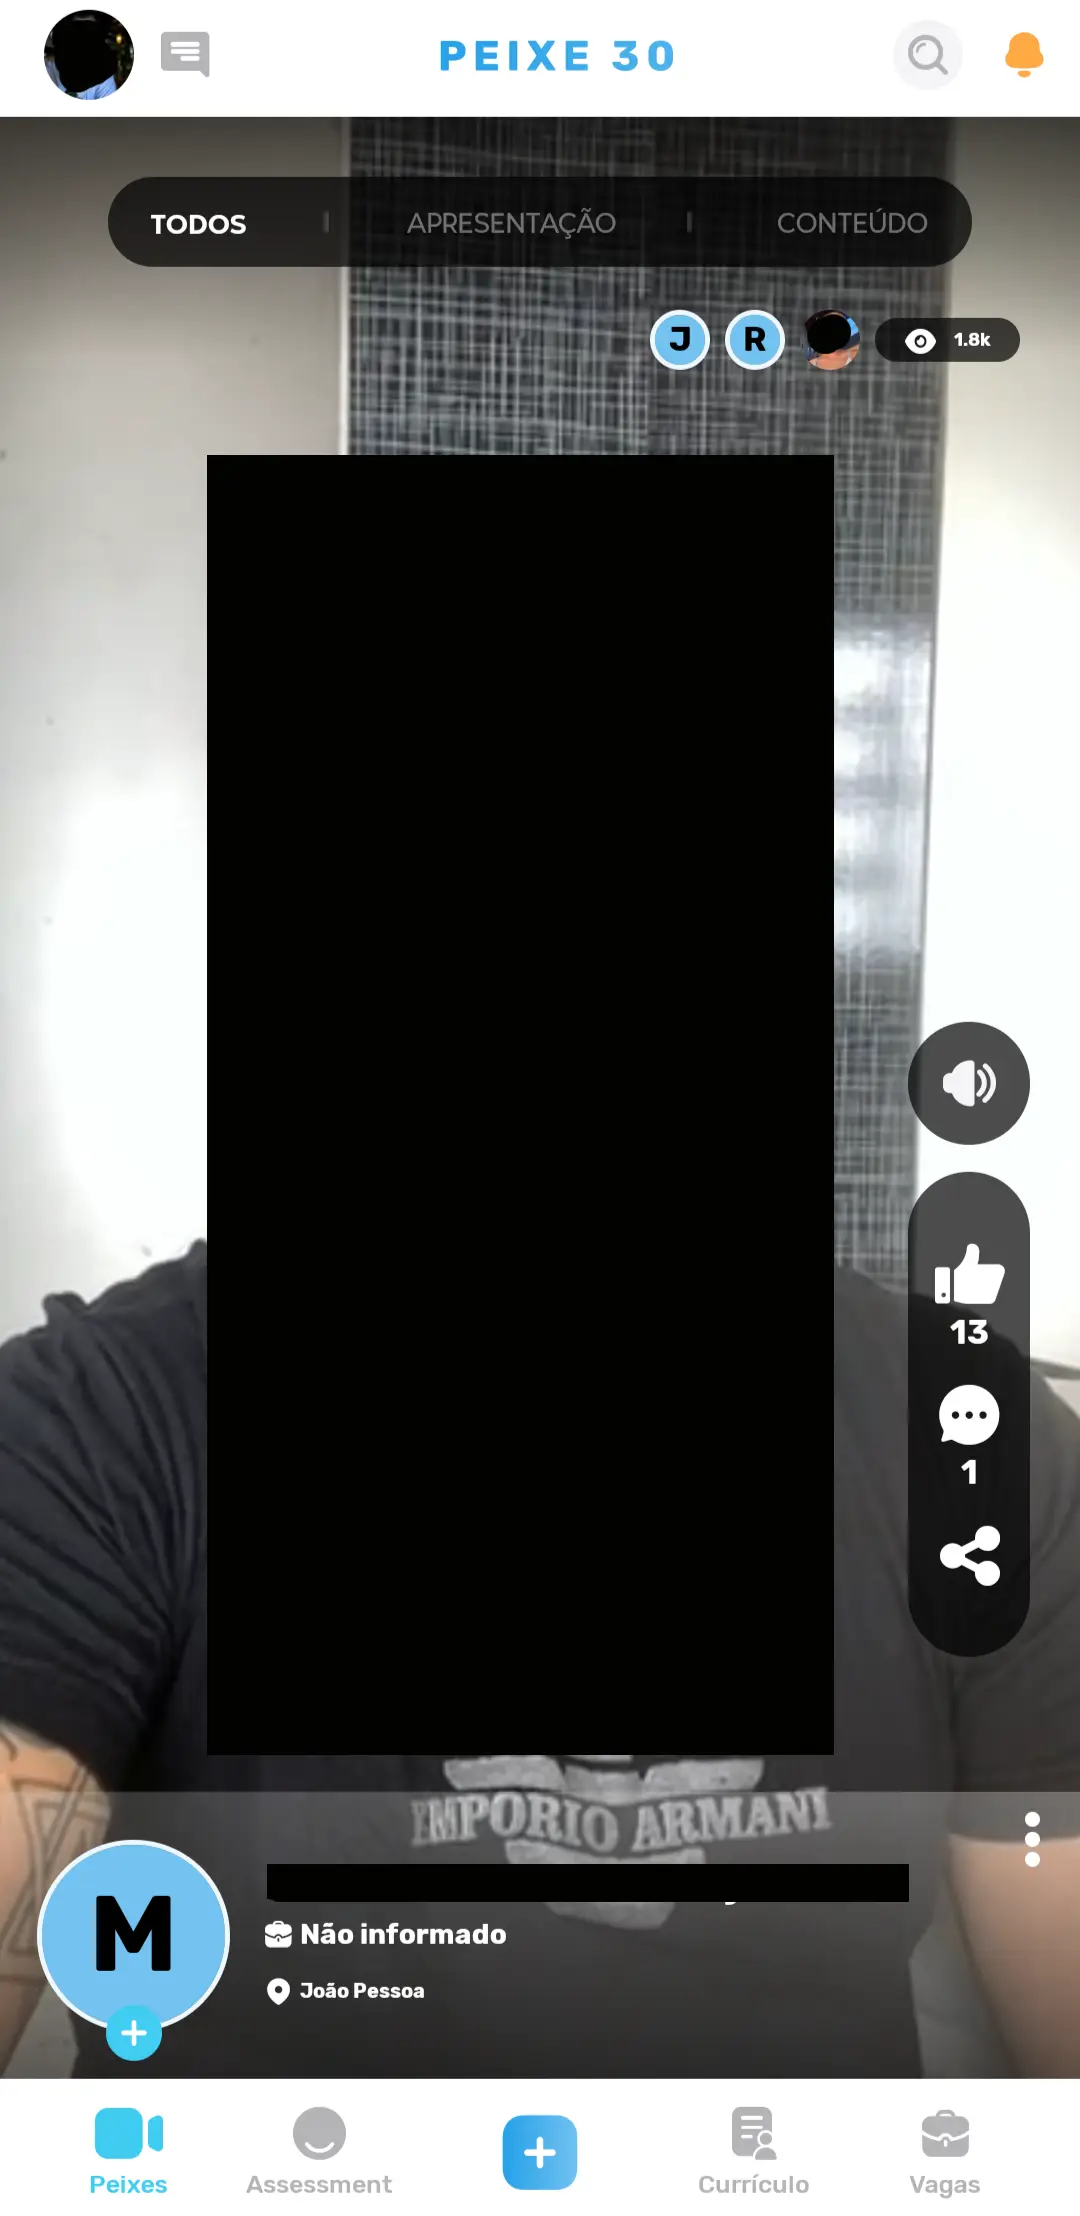 PEIXE 30
TODOS
APRESENTAÇÃO
CONTEÚDO
J
R
1.8k
13
1
EMPORIO ARMANI
M
Não informado
João Pessoa
Peixes
Assessment
Currículo
Vagas